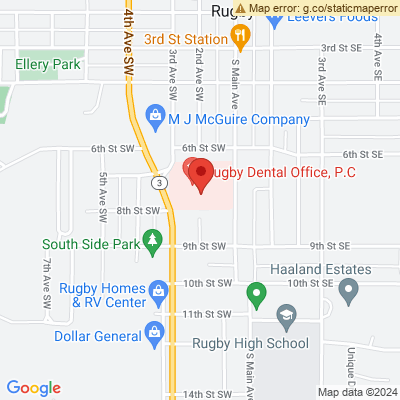 Map error: g.co/staticmaperror
Rugby
Leevers Foods
4th Ave SW
3rd Ave SW
2nd Ave SW
3rd St Station
3rd St SE
4th Ave SE
Ellery Park
S Main Ave
3rd Ave SE
M J McGuire Company
6th St SW
6th St SE
3
Rugby Dental Office, P.C
5th Ave SW
8th St SW
7th Ave SW
South Side Park
9th St SW
9th St SE
Rugby Homes
& RV Center
10th St SW
10th St SE
Haaland Estates
11th St SW
Dollar General
Rugby High School
S Main Ave
Unique D
14th St SW
14th St SE
Google
Map data ©2024